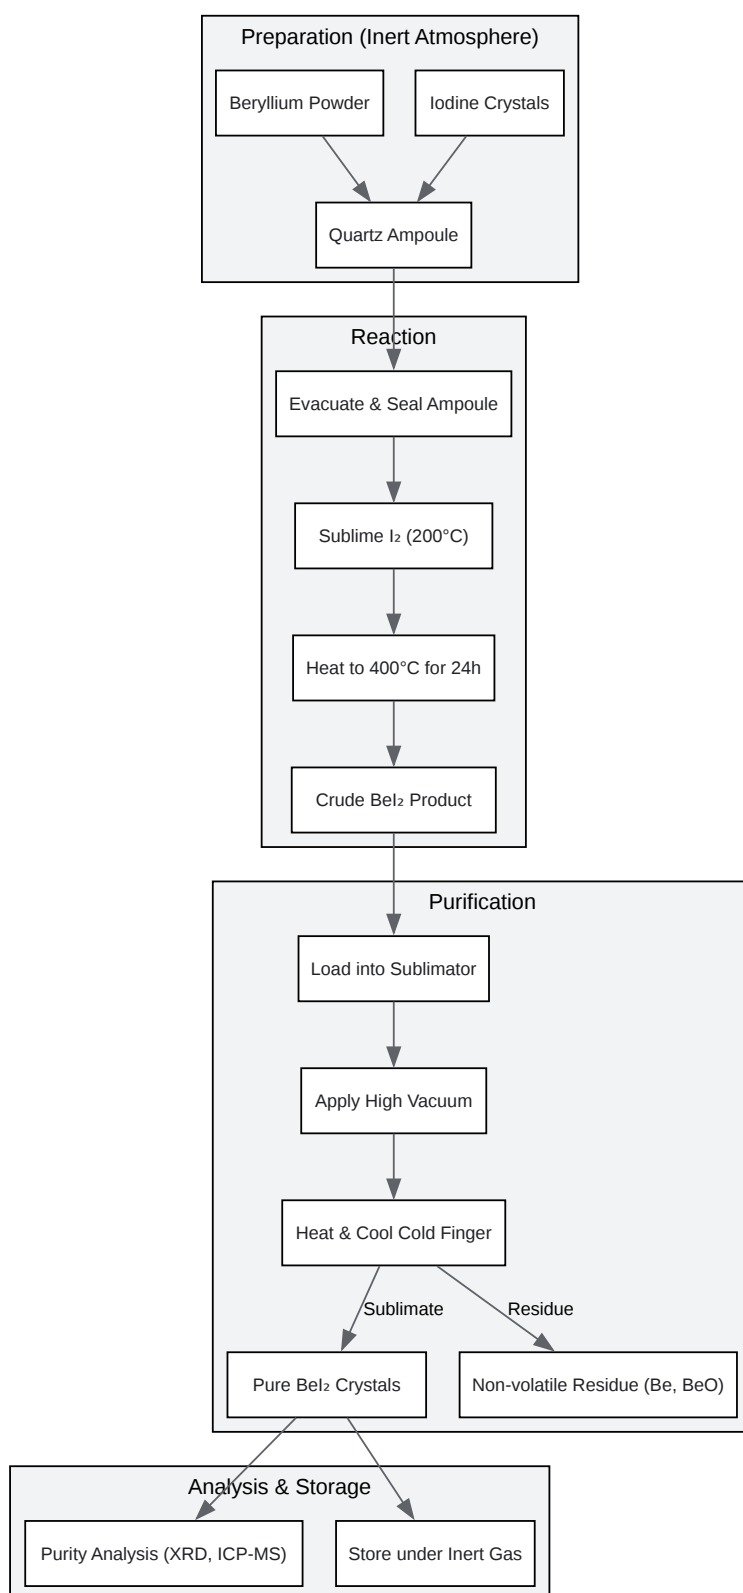 Preparation (Inert Atmosphere)
Beryllium Powder
Iodine Crystals
Quartz Ampoule
Reaction
Evacuate & Seal Ampoule
Sublime I₂ (200°C)
Heat to 400°C for 24h
Crude BeI₂ Product
Purification
Load into Sublimator
Apply High Vacuum
Heat & Cool Cold Finger
Sublimate
Residue
Pure BeI₂ Crystals
Non-volatile Residue (Be, BeO)
Analysis & Storage
Purity Analysis (XRD, ICP-MS)
Store under Inert Gas